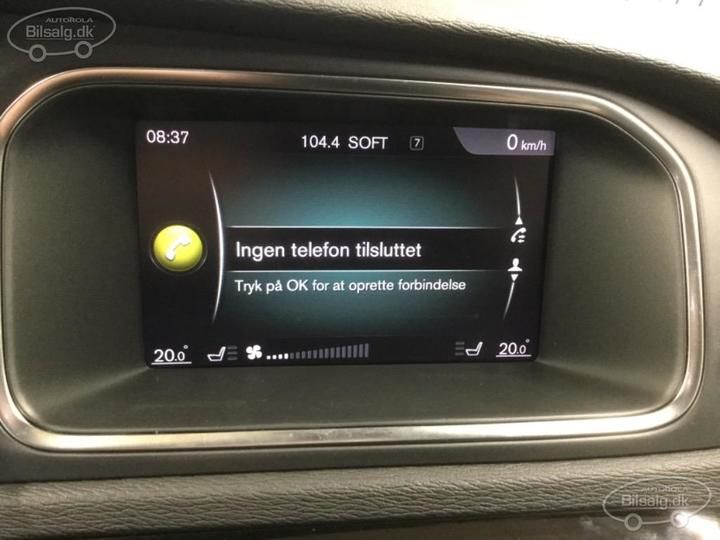 AUTOROLA
Bilsalg.dk
08:37 104.4 SOFT 7 0 km/h
Ingen telefon tilsluttet
Tryk på OK for at oprette forbindelse
20.0° 20.0°
AUTOROLA
Bilsalg.dk